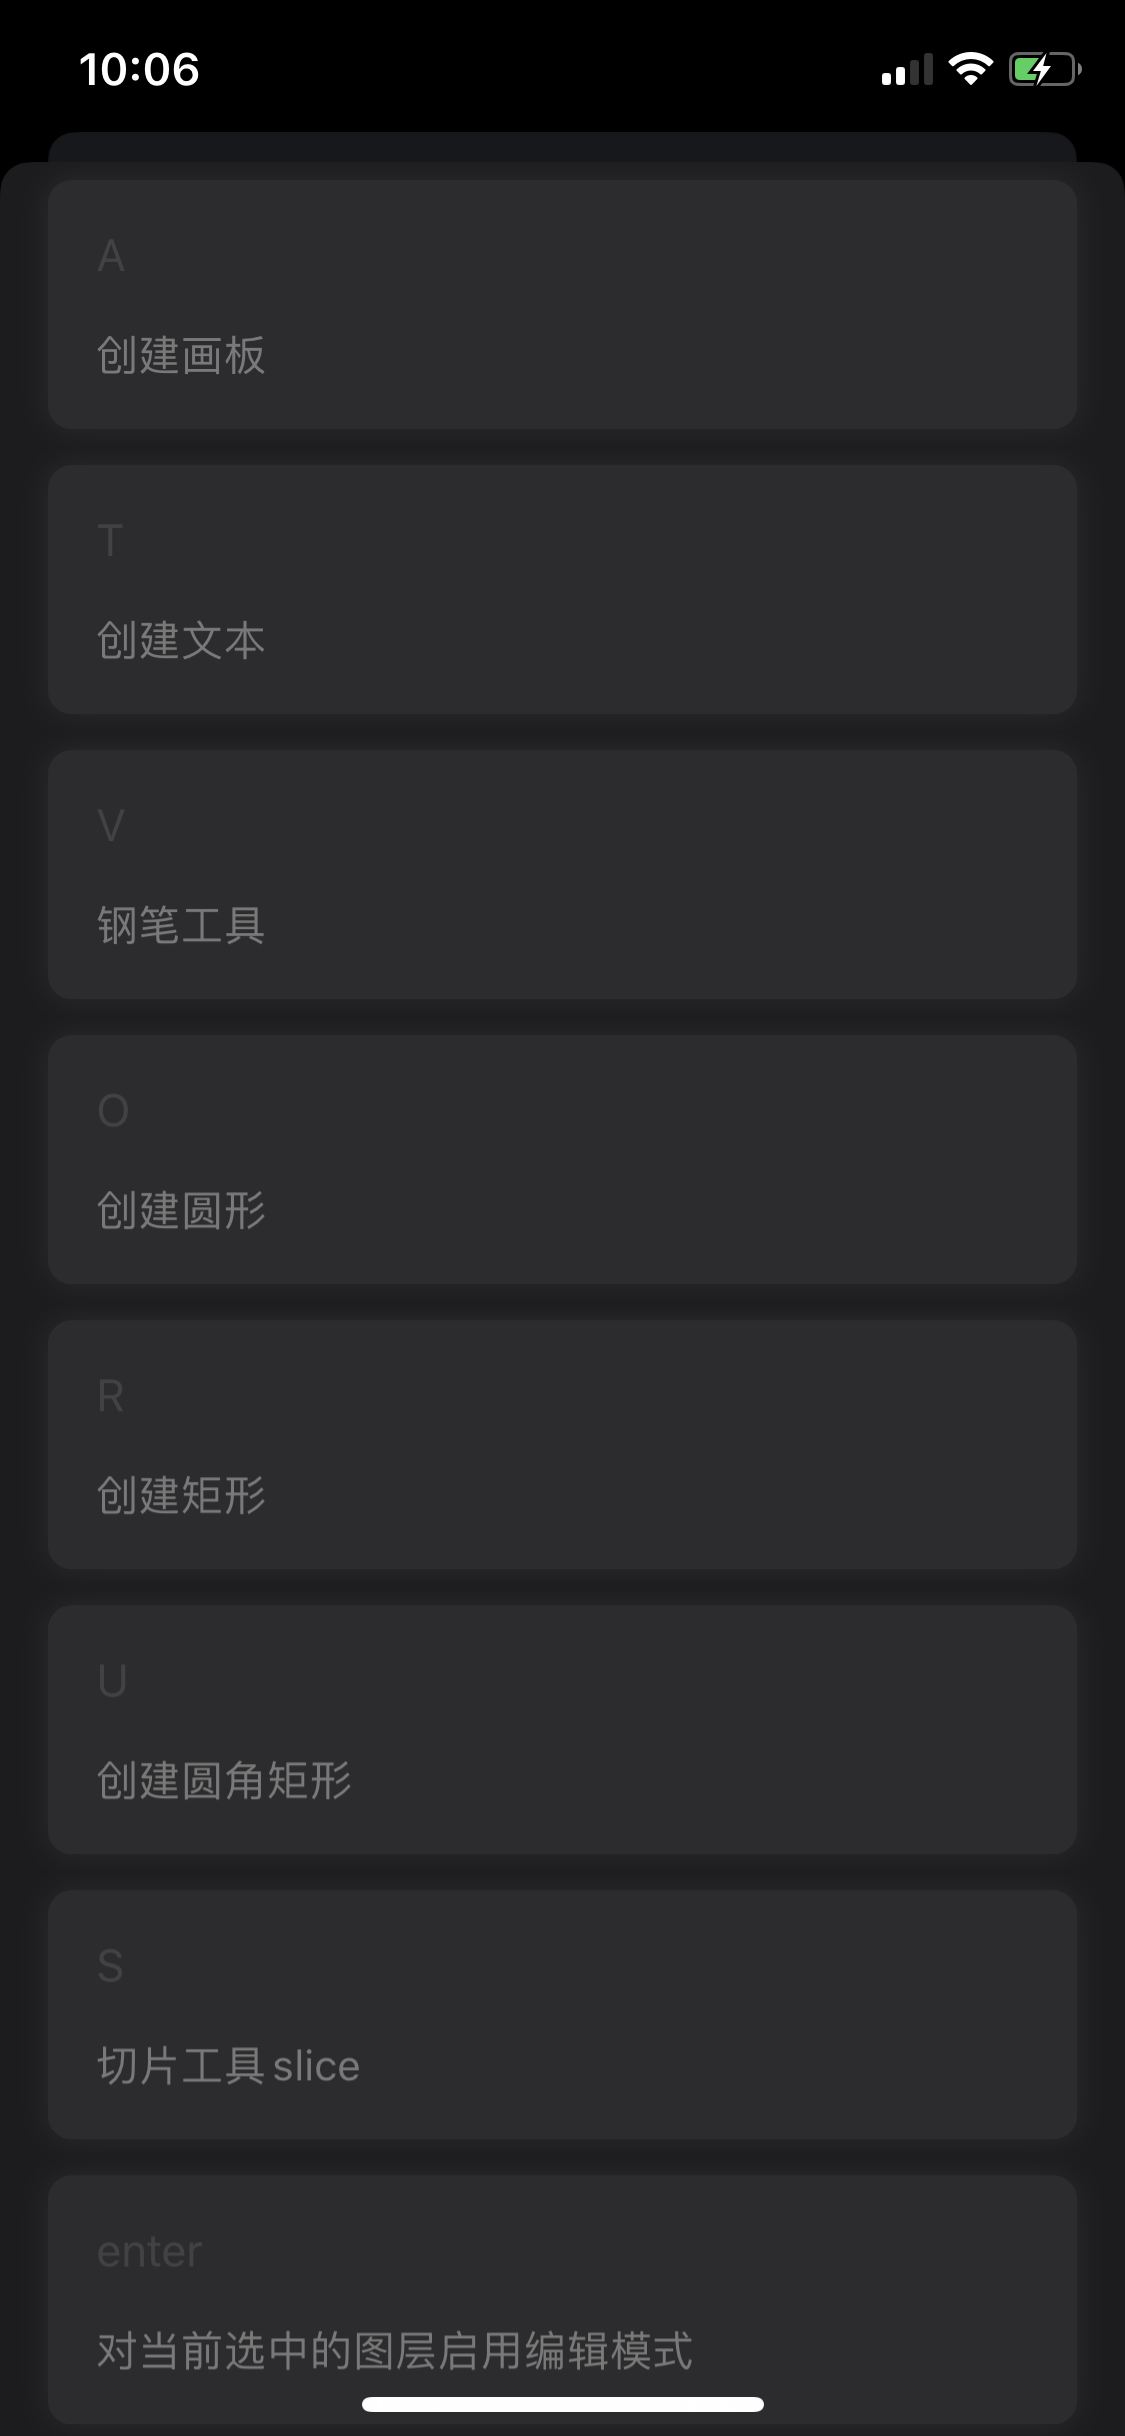 10:06
A
创建画板
T
创建文本
V
钢笔工具
O
创建圆形
R
创建矩形
U
创建圆角矩形
S
切片工具 slice
enter
对当前选中的图层启用编辑模式